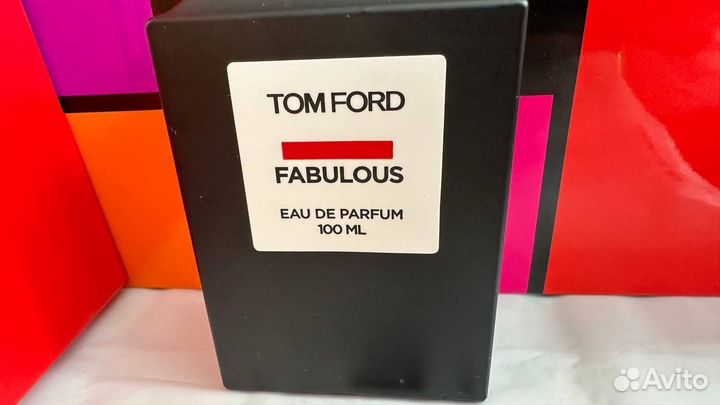 TOM FORD
FABULOUS
EAU DE PARFUM
100 ML
Avito